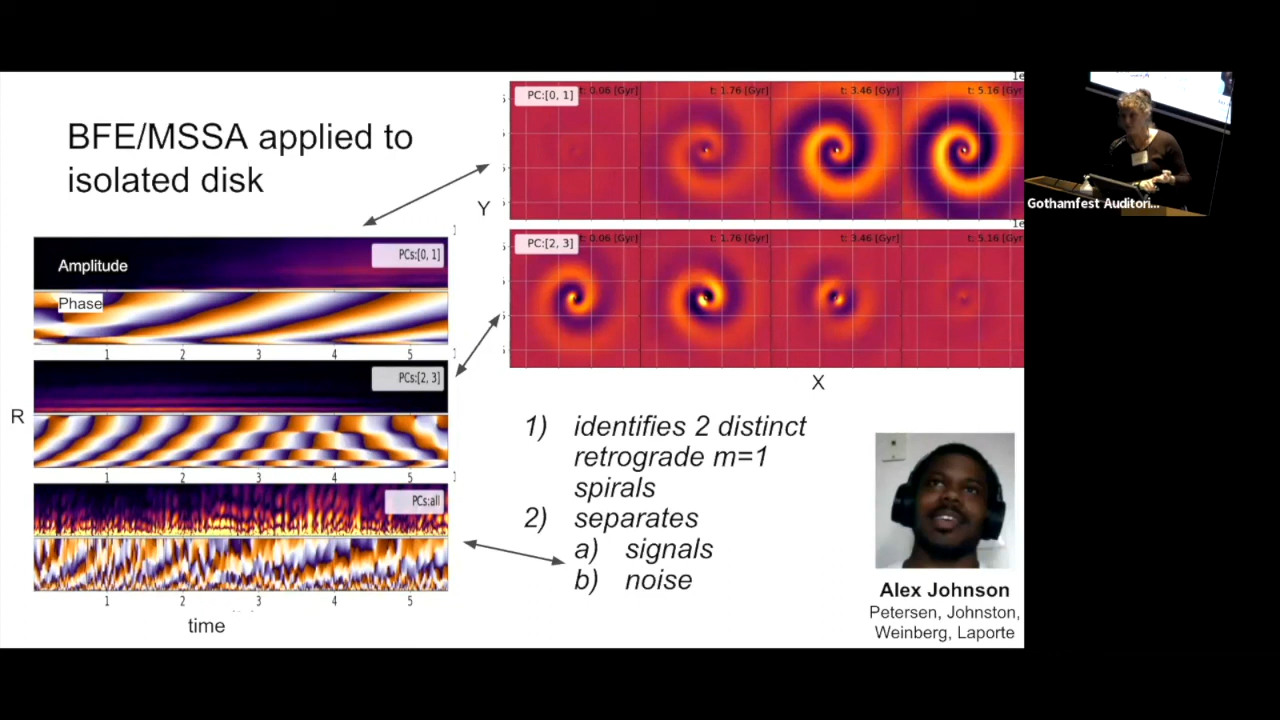 BFE/MSSA applied to
isolated disk
PC:[0, 1]
t: 0.06 [Gyr]
t: 1.76 [Gyr]
t: 3.46 [Gyr]
t: 5.16 [Gyr]
Y
PC:[2, 3]
t: 0.06 [Gyr]
t: 1.76 [Gyr]
t: 3.46 [Gyr]
t: 5.16 [Gyr]
X
Amplitude
PCs:[0, 1]
Phase
1 2 3 4 5
PCs:[2, 3]
R
1 2 3 4 5
PCs:all
1 2 3 4 5
time
1) identifies 2 distinct
retrograde m=1
spirals
2) separates
a) signals
b) noise
Alex Johnson
Petersen, Johnston,
Weinberg, Laporte
Gothamfest Auditori...